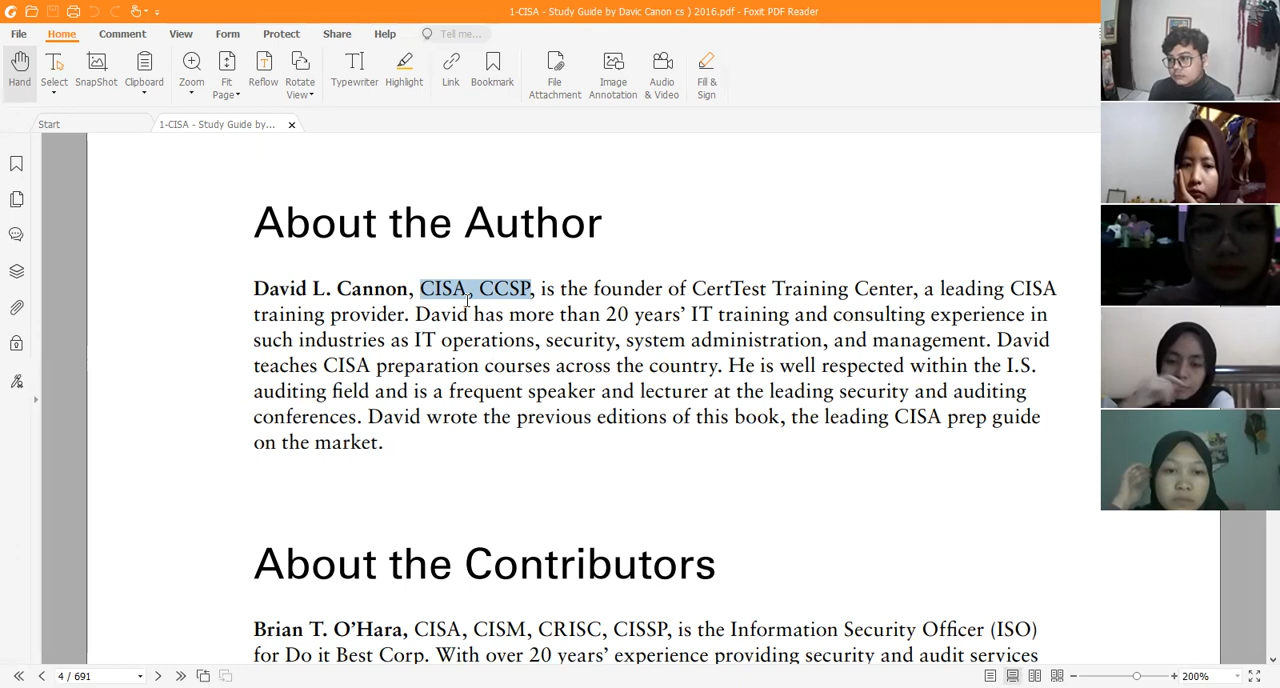 1-CISA - Study Guide by Davic Canon cs ) 2016.pdf - Foxit PDF Reader
File Home Comment View Form Protect Share Help Tell me...
Hand Select SnapShot Clipboard Zoom Fit Page Reflow Rotate View Typewriter Highlight Link Bookmark File Attachment Image Annotation Audio & Video Fill & Sign
Start 1-CISA - Study Guide by...
About the Author
David L. Cannon, CISA, CCSP, is the founder of CertTest Training Center, a leading CISA
training provider. David has more than 20 years’ IT training and consulting experience in
such industries as IT operations, security, system administration, and management. David
teaches CISA preparation courses across the country. He is well respected within the I.S.
auditing field and is a frequent speaker and lecturer at the leading security and auditing
conferences. David wrote the previous editions of this book, the leading CISA prep guide
on the market.
About the Contributors
Brian T. O’Hara, CISA, CISM, CRISC, CISSP, is the Information Security Officer (ISO)
for Do it Best Corp. With over 20 years’ experience providing security and audit services
4 / 691 200%